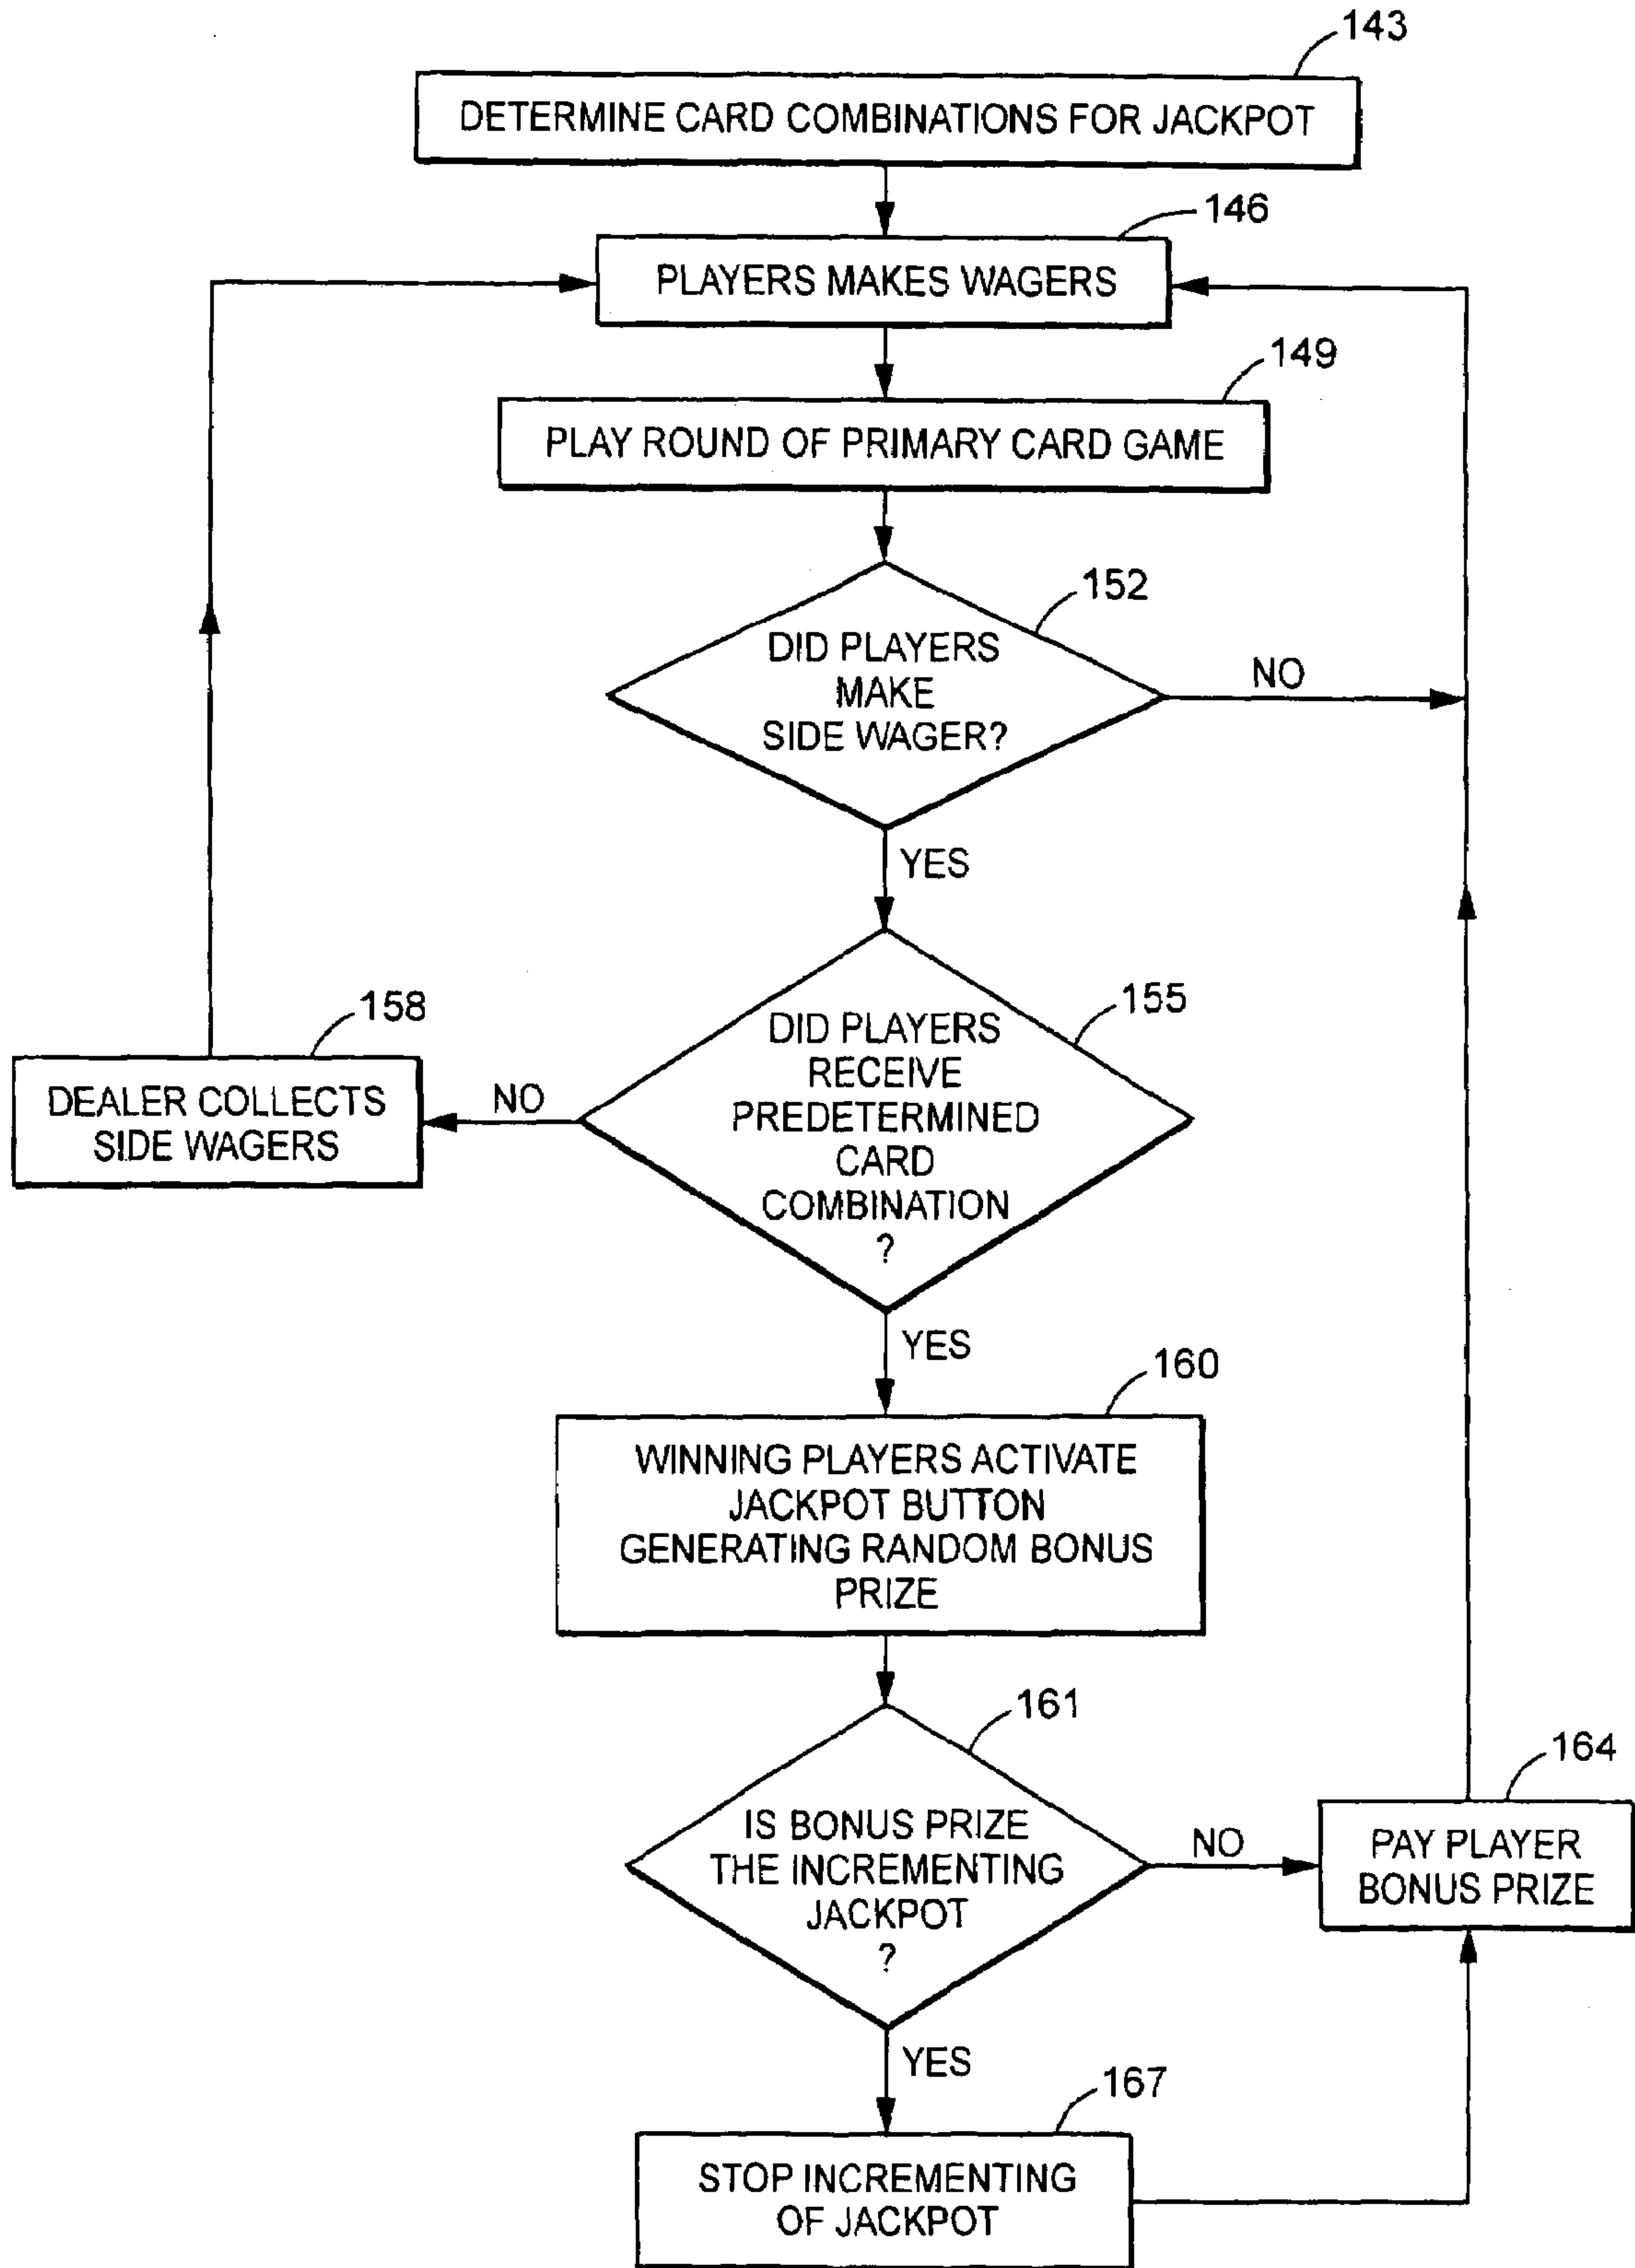 143
DETERMINE CARD COMBINATIONS FOR JACKPOT
146
PLAYERS MAKES WAGERS
149
PLAY ROUND OF PRIMARY CARD GAME
152
DID PLAYERS
MAKE
SIDE WAGER?
NO
YES
155
DID PLAYERS
RECEIVE
PREDETERMINED
CARD
COMBINATION
?
NO
158
DEALER COLLECTS
SIDE WAGERS
YES
160
WINNING PLAYERS ACTIVATE
JACKPOT BUTTON
GENERATING RANDOM BONUS
PRIZE
161
IS BONUS PRIZE
THE INCREMENTING
JACKPOT
?
NO
164
PAY PLAYER
BONUS PRIZE
YES
167
STOP INCREMENTING
OF JACKPOT